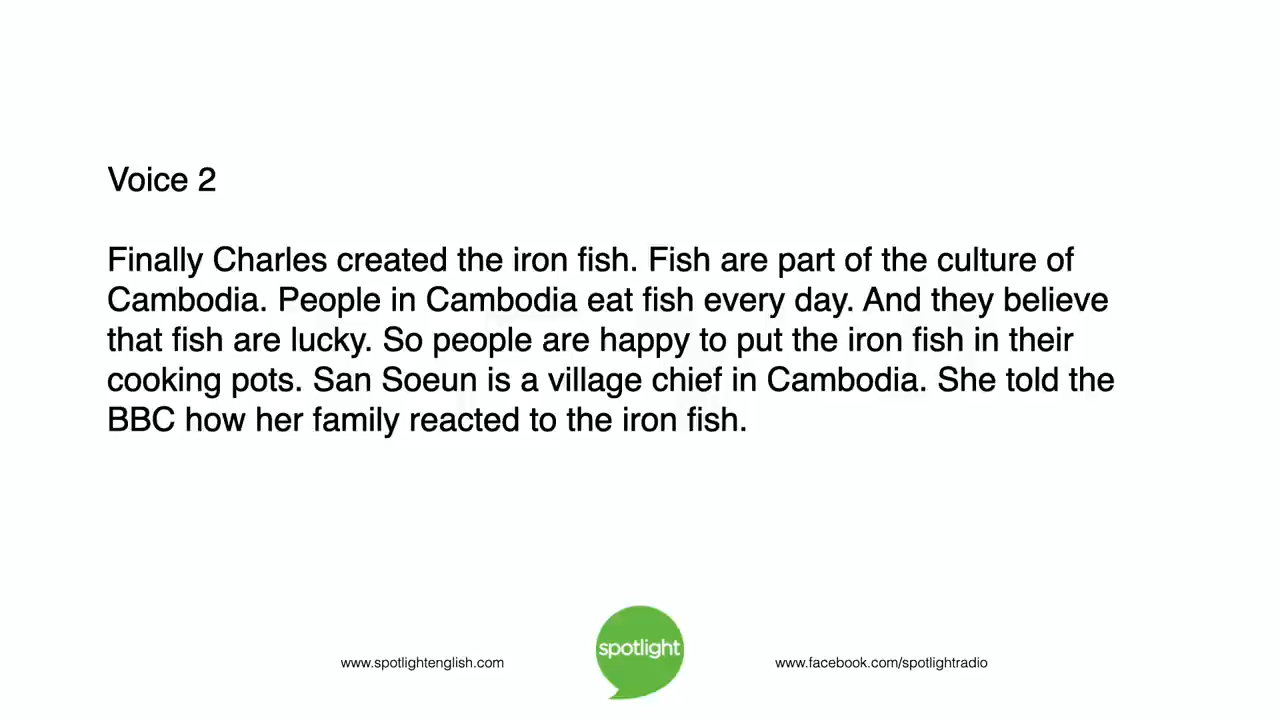 Voice 2
Finally Charles created the iron fish. Fish are part of the culture of
Cambodia. People in Cambodia eat fish every day. And they believe
that fish are lucky. So people are happy to put the iron fish in their
cooking pots. San Soeun is a village chief in Cambodia. She told the
BBC how her family reacted to the iron fish.
www.spotlightenglish.com
spotlight
www.facebook.com/spotlightradio